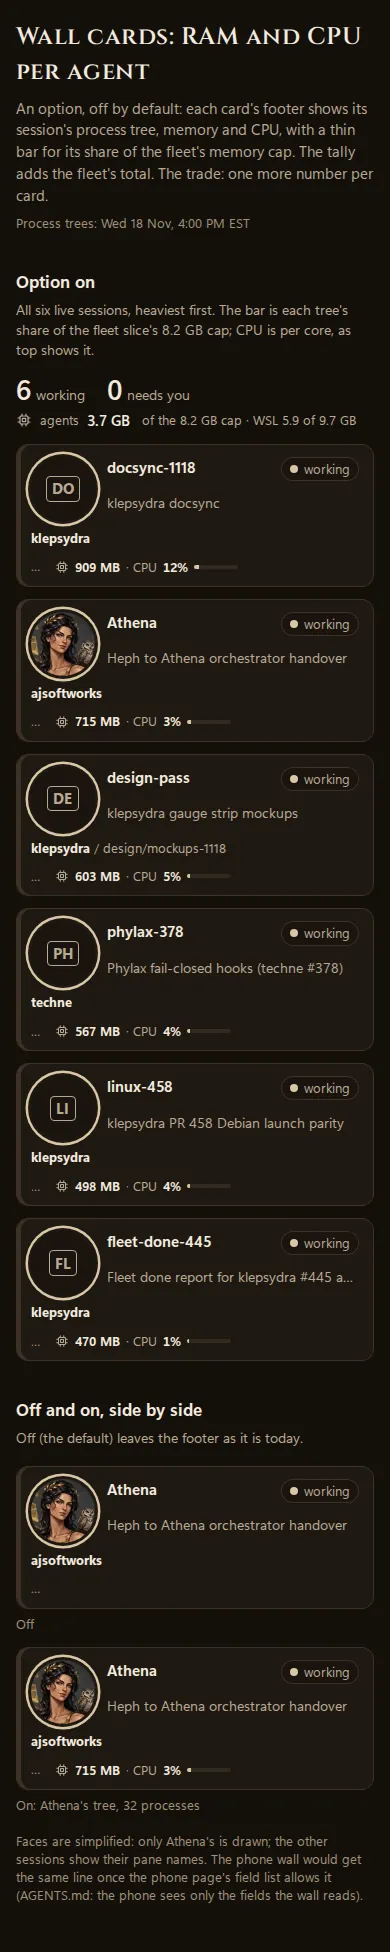 Wall cards: RAM and CPU
per agent
An option, off by default: each card's footer shows its
session's process tree, memory and CPU, with a thin
bar for its share of the fleet's memory cap. The tally
adds the fleet's total. The trade: one more number per
card.
Process trees: Wed 18 Nov, 4:00 PM EST
Option on
All six live sessions, heaviest first. The bar is each tree's
share of the fleet slice's 8.2 GB cap; CPU is per core, as
top shows it.
6 working 0 needs you
agents 3.7 GB of the 8.2 GB cap · WSL 5.9 of 9.7 GB
DO docsync-1118 working
klepsydra docsync
klepsydra
... 909 MB · CPU 12%
Athena working
Heph to Athena orchestrator handover
ajsoftworks
... 715 MB · CPU 3%
DE design-pass working
klepsydra gauge strip mockups
klepsydra / design/mockups-1118
... 603 MB · CPU 5%
PH phylax-378 working
Phylax fail-closed hooks (techne #378)
techne
... 567 MB · CPU 4%
LI linux-458 working
klepsydra PR 458 Debian launch parity
klepsydra
... 498 MB · CPU 4%
FL fleet-done-445 working
Fleet done report for klepsydra #445 a...
klepsydra
... 470 MB · CPU 1%
Off and on, side by side
Off (the default) leaves the footer as it is today.
Athena working
Heph to Athena orchestrator handover
ajsoftworks
...
Off
Athena working
Heph to Athena orchestrator handover
ajsoftworks
... 715 MB · CPU 3%
On: Athena's tree, 32 processes
Faces are simplified: only Athena's is drawn; the other
sessions show their pane names. The phone wall would get
the same line once the phone page's field list allows it
(AGENTS.md: the phone sees only the fields the wall reads).